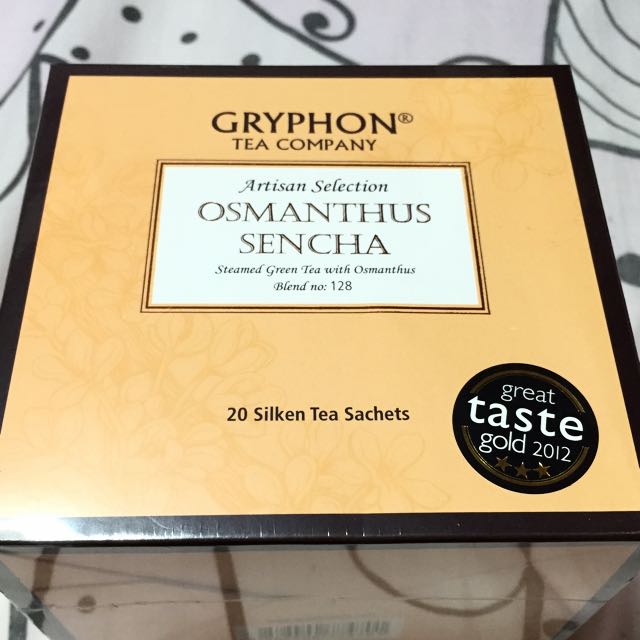 GRYPHON®
TEA COMPANY
Artisan Selection
OSMANTHUS
SENCHA
Steamed Green Tea with Osmanthus
Blend no: 128
20 Silken Tea Sachets
great
taste
gold 2012